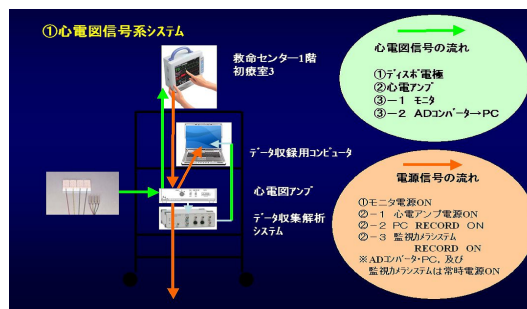 ①心電図信号系システム
救命センター1階
初療室3
データ収録用コンピュータ
心電図アンプ
データ収集解析
システム
心電図信号の流れ
①ディスポ電極
②心電アンプ
③－1 モニタ
③－2 ADコンバータ→PC
電源信号の流れ
①モニタ電源ON
②－1 心電アンプ電源ON
②－2 PC RECORD ON
②－3 監視カメラシステム
RECORD ON
※ADコンバータ・PC、及び
監視カメラシステムは常時電源ON